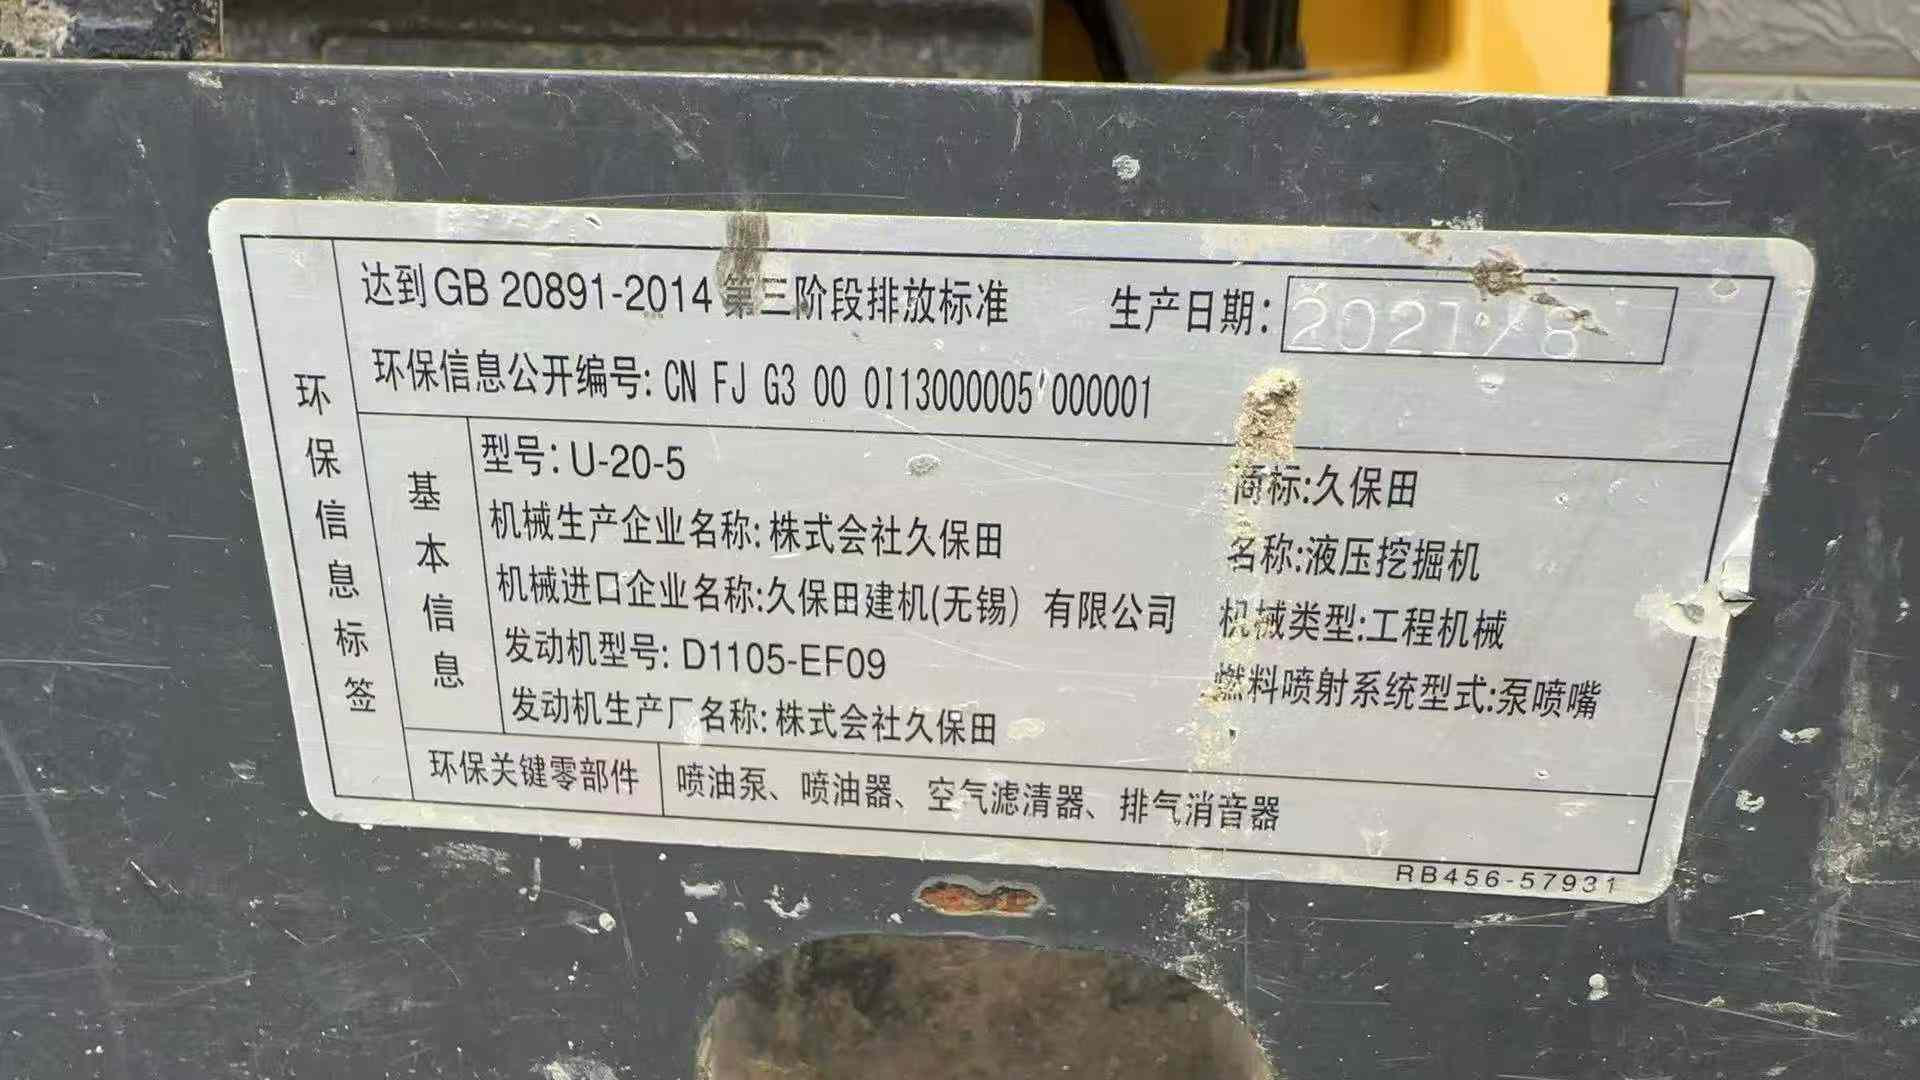 环保信息标签
达到GB 20891-2014 第三阶段排放标准 生产日期: 2021/8
环保信息公开编号: CN FJ G3 00 0I13000005 000001
基本信息
型号: U-20-5 商标:久保田
机械生产企业名称: 株式会社久保田 名称:液压挖掘机
机械进口企业名称:久保田建机(无锡) 有限公司 机械类型:工程机械
发动机型号: D1105-EF09 燃料喷射系统型式:泵喷嘴
发动机生产厂名称: 株式会社久保田
环保关键零部件 喷油泵、喷油器、空气滤清器、排气消音器
RB456-57931